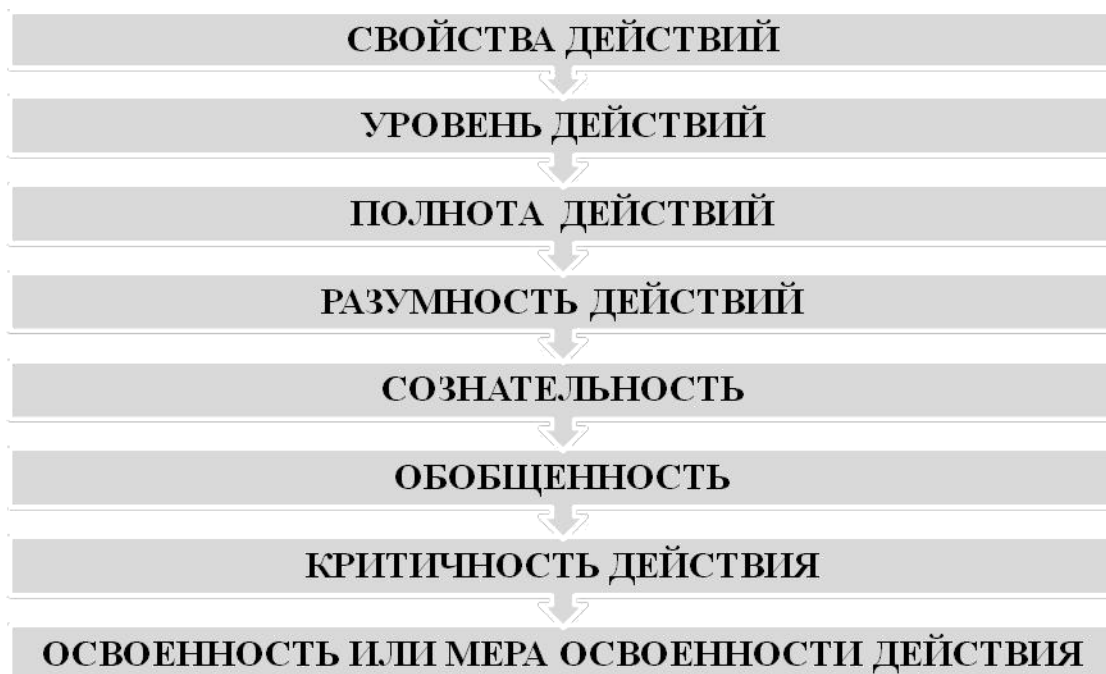 СВОЙСТВА ДЕЙСТВИЙ
УРОВЕНЬ ДЕЙСТВИЙ
ПОЛНОТА ДЕЙСТВИЙ
РАЗУМНОСТЬ ДЕЙСТВИЙ
СОЗНАТЕЛЬНОСТЬ
ОБОБЩЕННОСТЬ
КРИТИЧНОСТЬ ДЕЙСТВИЯ
ОСВОЕННОСТЬ ИЛИ МЕРА ОСВОЕННОСТИ ДЕЙСТВИЯ